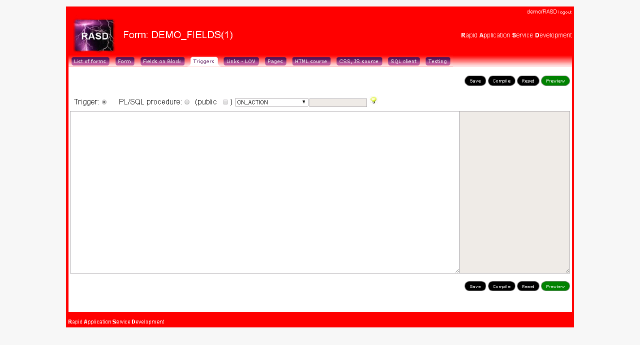 demo/RASD logout
RASD
Form: DEMO_FIELDS(1)
Rapid Application Service Development
List of forms Form Fields on Block Triggers Links - LOV Pages HTML source CSS, JS source SQL client Testing
Save Compile Reset Preview
Trigger: PL/SQL procedure: (public: ) ON_ACTION
Save Compile Reset Preview
Rapid Application Service Development